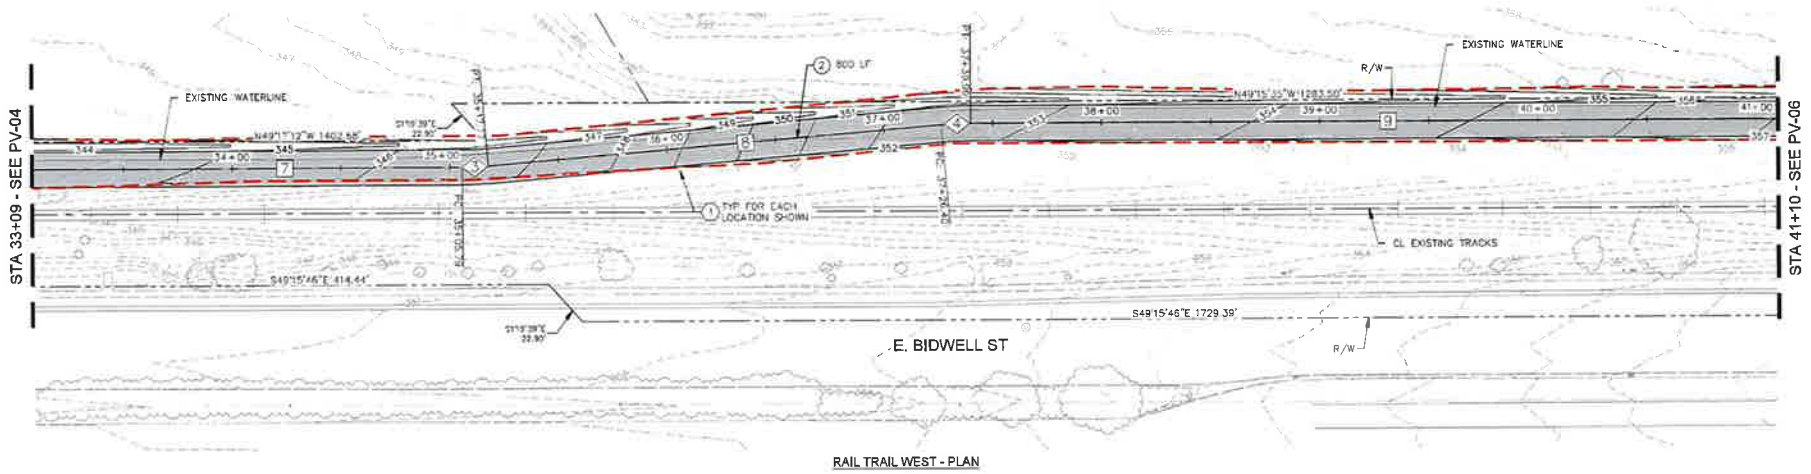 STA 33+09 - SEE PV-04
STA 41+10 - SEE PV-06
EXISTING WATERLINE
N49°17'12"W 1402.68'
344
345
34+00
7
346
35+00
3
S1°19'39"E
22.90'
347
348
36+00
349
8
350
351
37+00
352
2 800 LF
4
353
38+00
N49°15'35"W 1283.50'
354
39+00
9
R/W
EXISTING WATERLINE
40+00
355
356
41+00
357
1 TYP FOR EACH
LOCATION SHOWN
CL EXISTING TRACKS
S49°15'46"E 414.44'
S1°19'39"E
22.90'
S49°15'46"E 1729.39'
R/W
E. BIDWELL ST
RAIL TRAIL WEST - PLAN